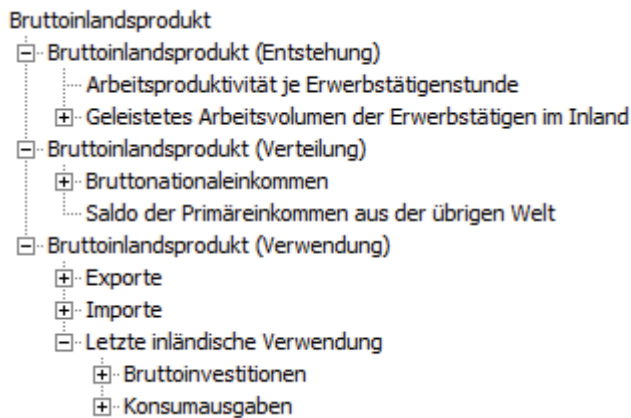 Bruttoinlandsprodukt
Bruttoinlandsprodukt (Entstehung)
Arbeitsproduktivität je Erwerbstätigenstunde
Geleistetes Arbeitsvolumen der Erwerbstätigen im Inland
Bruttoinlandsprodukt (Verteilung)
Bruttonationaleinkommen
Saldo der Primäreinkommen aus der übrigen Welt
Bruttoinlandsprodukt (Verwendung)
Exporte
Importe
Letzte inländische Verwendung
Bruttoinvestitionen
Konsumausgaben